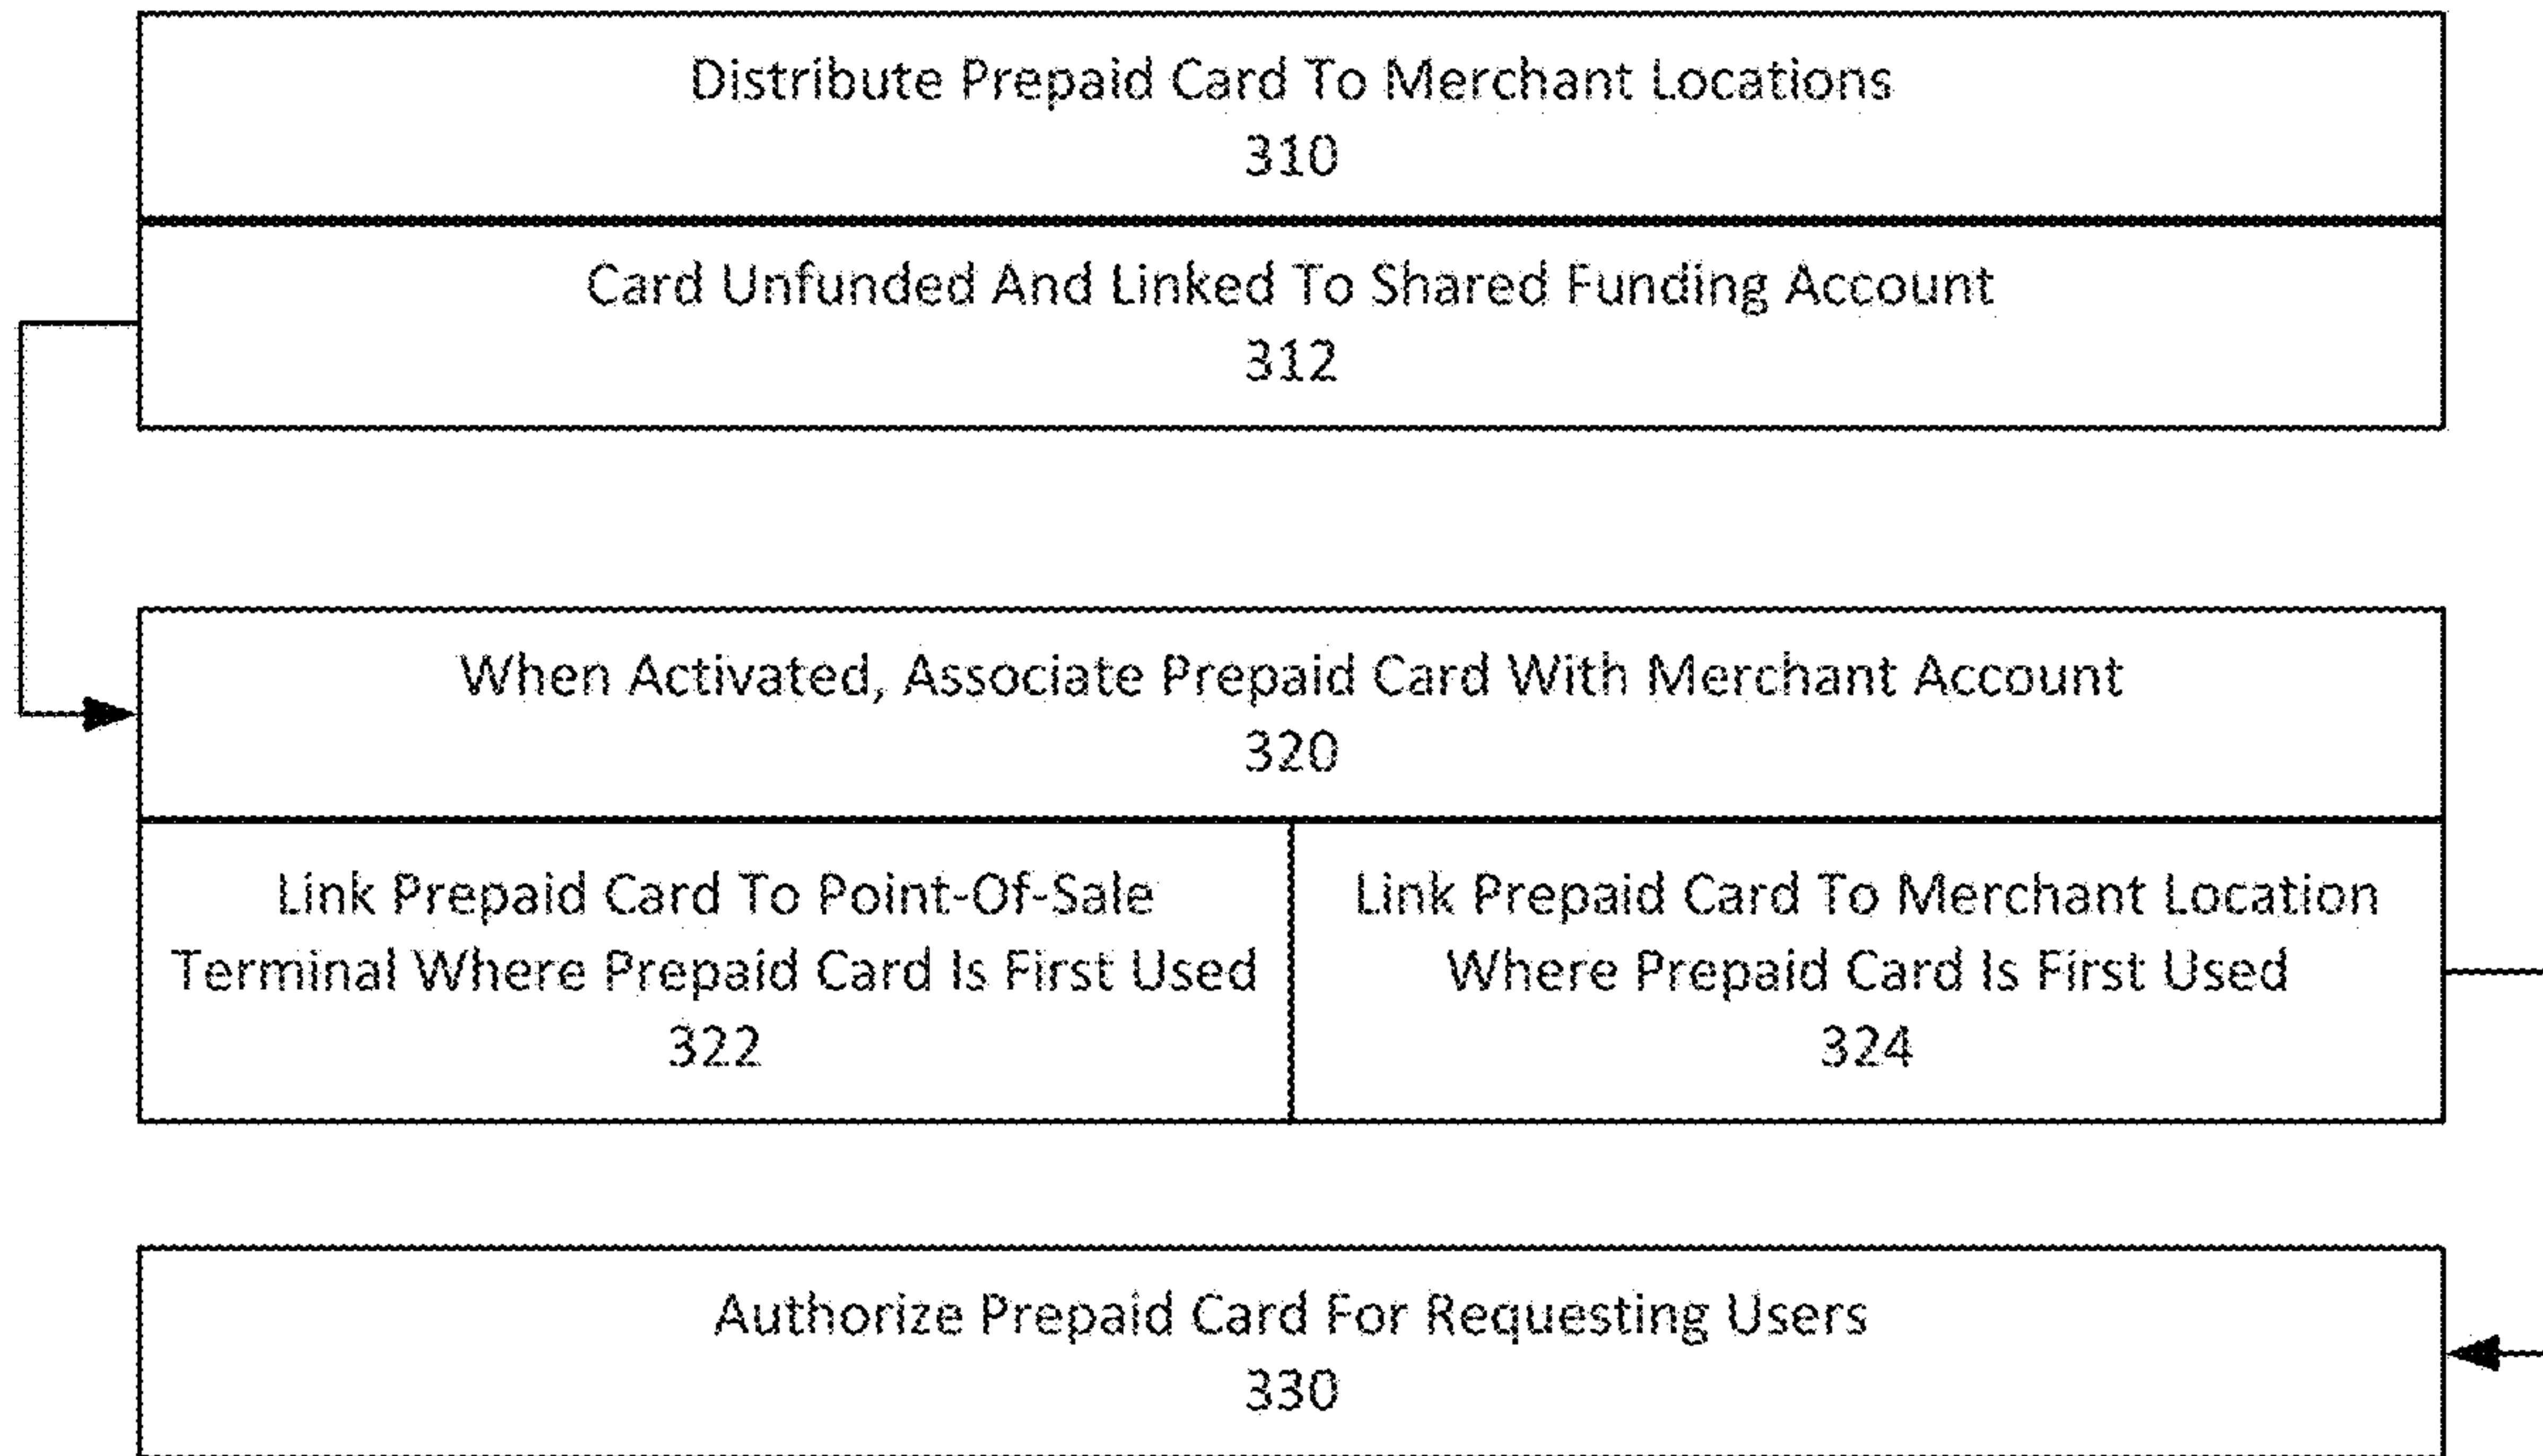 Distribute Prepaid Card To Merchant Locations
310
Card Unfunded And Linked To Shared Funding Account
312
When Activated, Associate Prepaid Card With Merchant Account
320
Link Prepaid Card To Point-Of-Sale
Terminal Where Prepaid Card Is First Used
322
Link Prepaid Card To Merchant Location
Where Prepaid Card Is First Used
324
Authorize Prepaid Card For Requesting Users
330